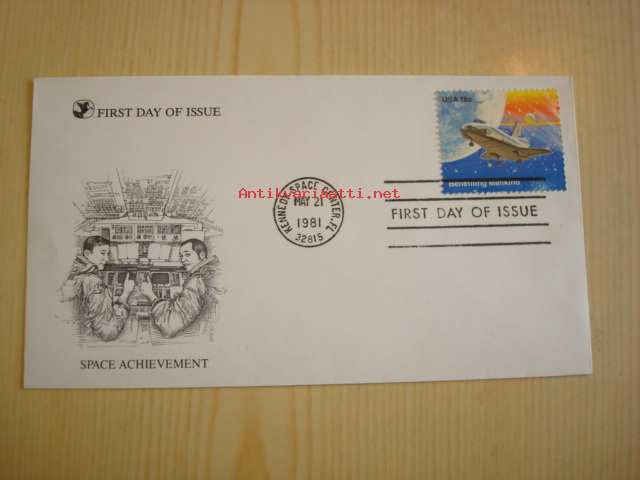 FIRST DAY OF ISSUE
USA 18c
Benefiting Mankind
Antiikvariaatti.net
KENNEDY SPACE CENTER, FL
MAY 21
1981
32815
FIRST DAY OF ISSUE
SPACE ACHIEVEMENT